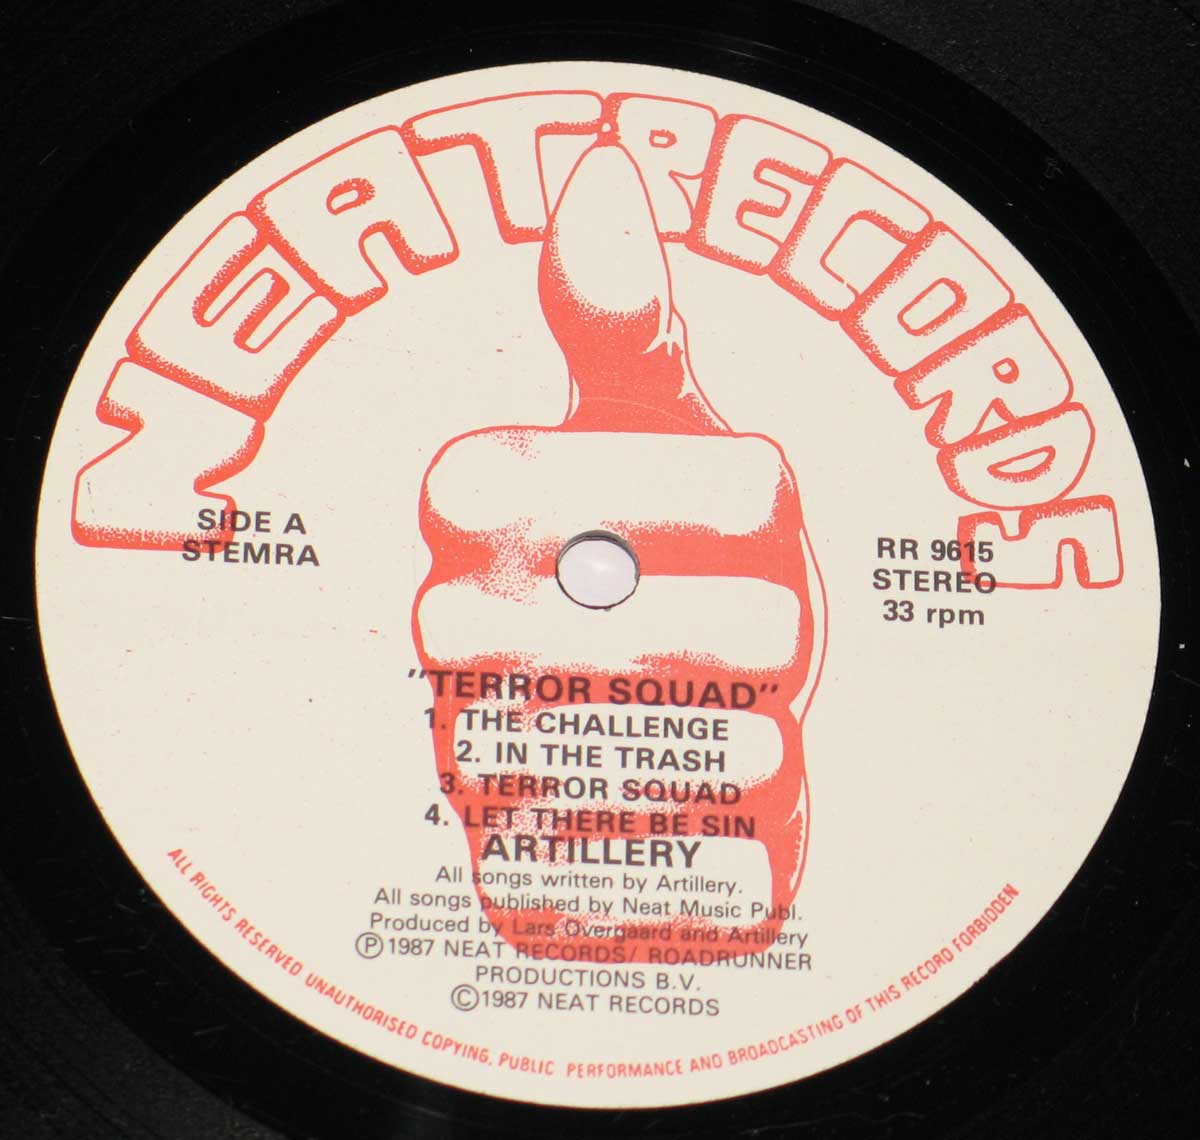 NEAT RECORDS
SIDE A
STEMRA
RR 9615
STEREO
33 rpm
"TERROR SQUAD"
1. THE CHALLENGE
2. IN THE TRASH
3. TERROR SQUAD
4. LET THERE BE SIN
ARTILLERY
All songs written by Artillery.
All songs published by Neat Music Publ.
Produced by Lars Overgaard and Artillery
Ⓟ1987 NEAT RECORDS/ ROADRUNNER
PRODUCTIONS B.V.
©1987 NEAT RECORDS
ALL RIGHTS RESERVED UNAUTHORISED COPYING, PUBLIC PERFORMANCE AND BROADCASTING OF THIS RECORD FORBIDDEN